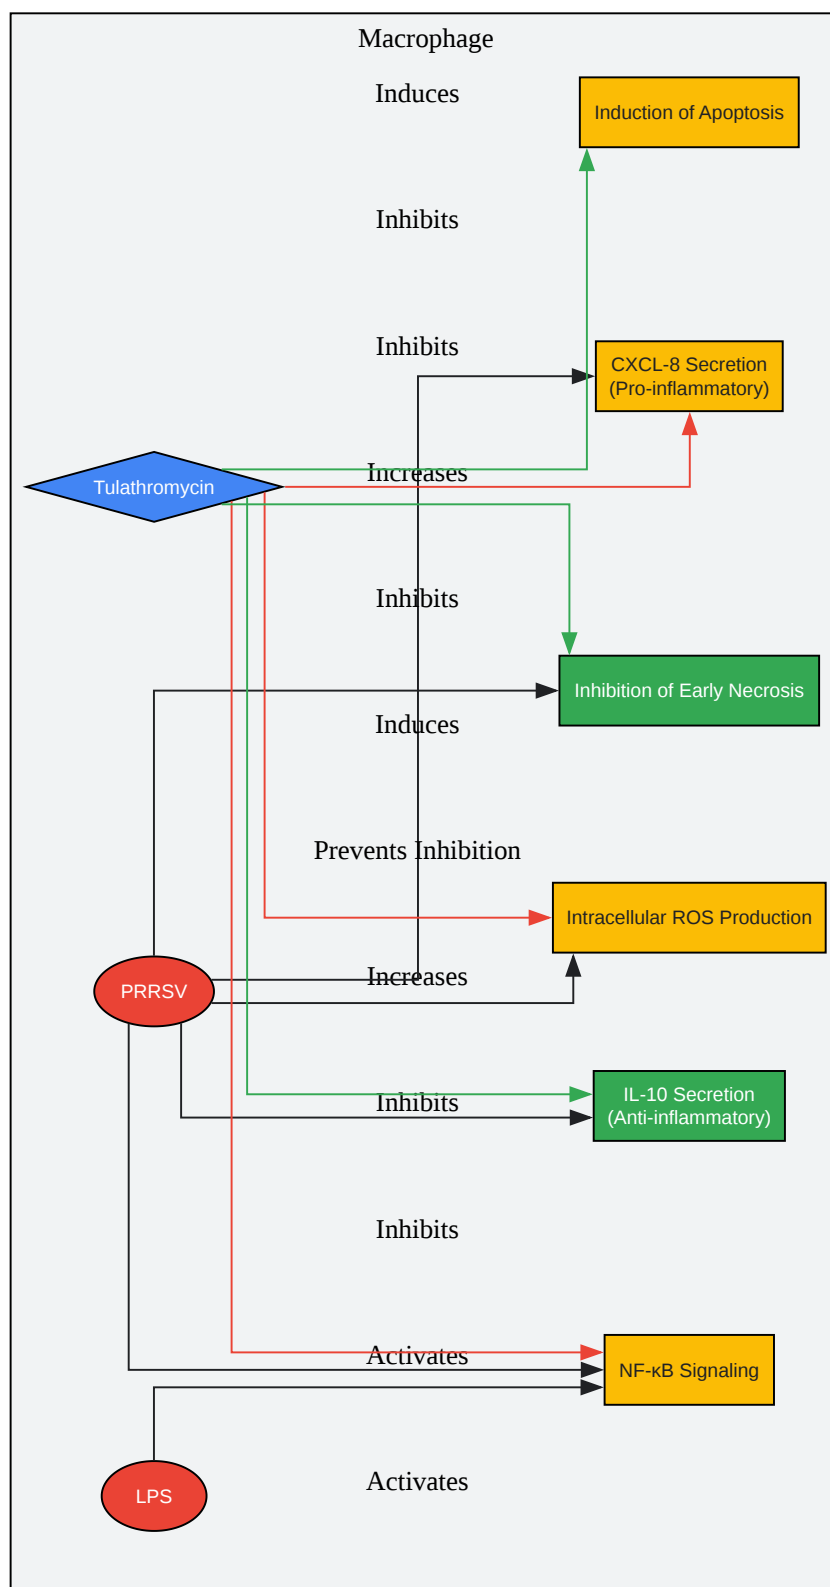 Macrophage
Induces
Induction of Apoptosis
Inhibits
Inhibits
CXCL-8 Secretion
(Pro-inflammatory)
Increases
Tulathromycin
Inhibits
Inhibition of Early Necrosis
Induces
Prevents Inhibition
Intracellular ROS Production
Increases
PRRSV
IL-10 Secretion
(Anti-inflammatory)
Inhibits
Inhibits
Activates
NF-κB Signaling
Activates
LPS